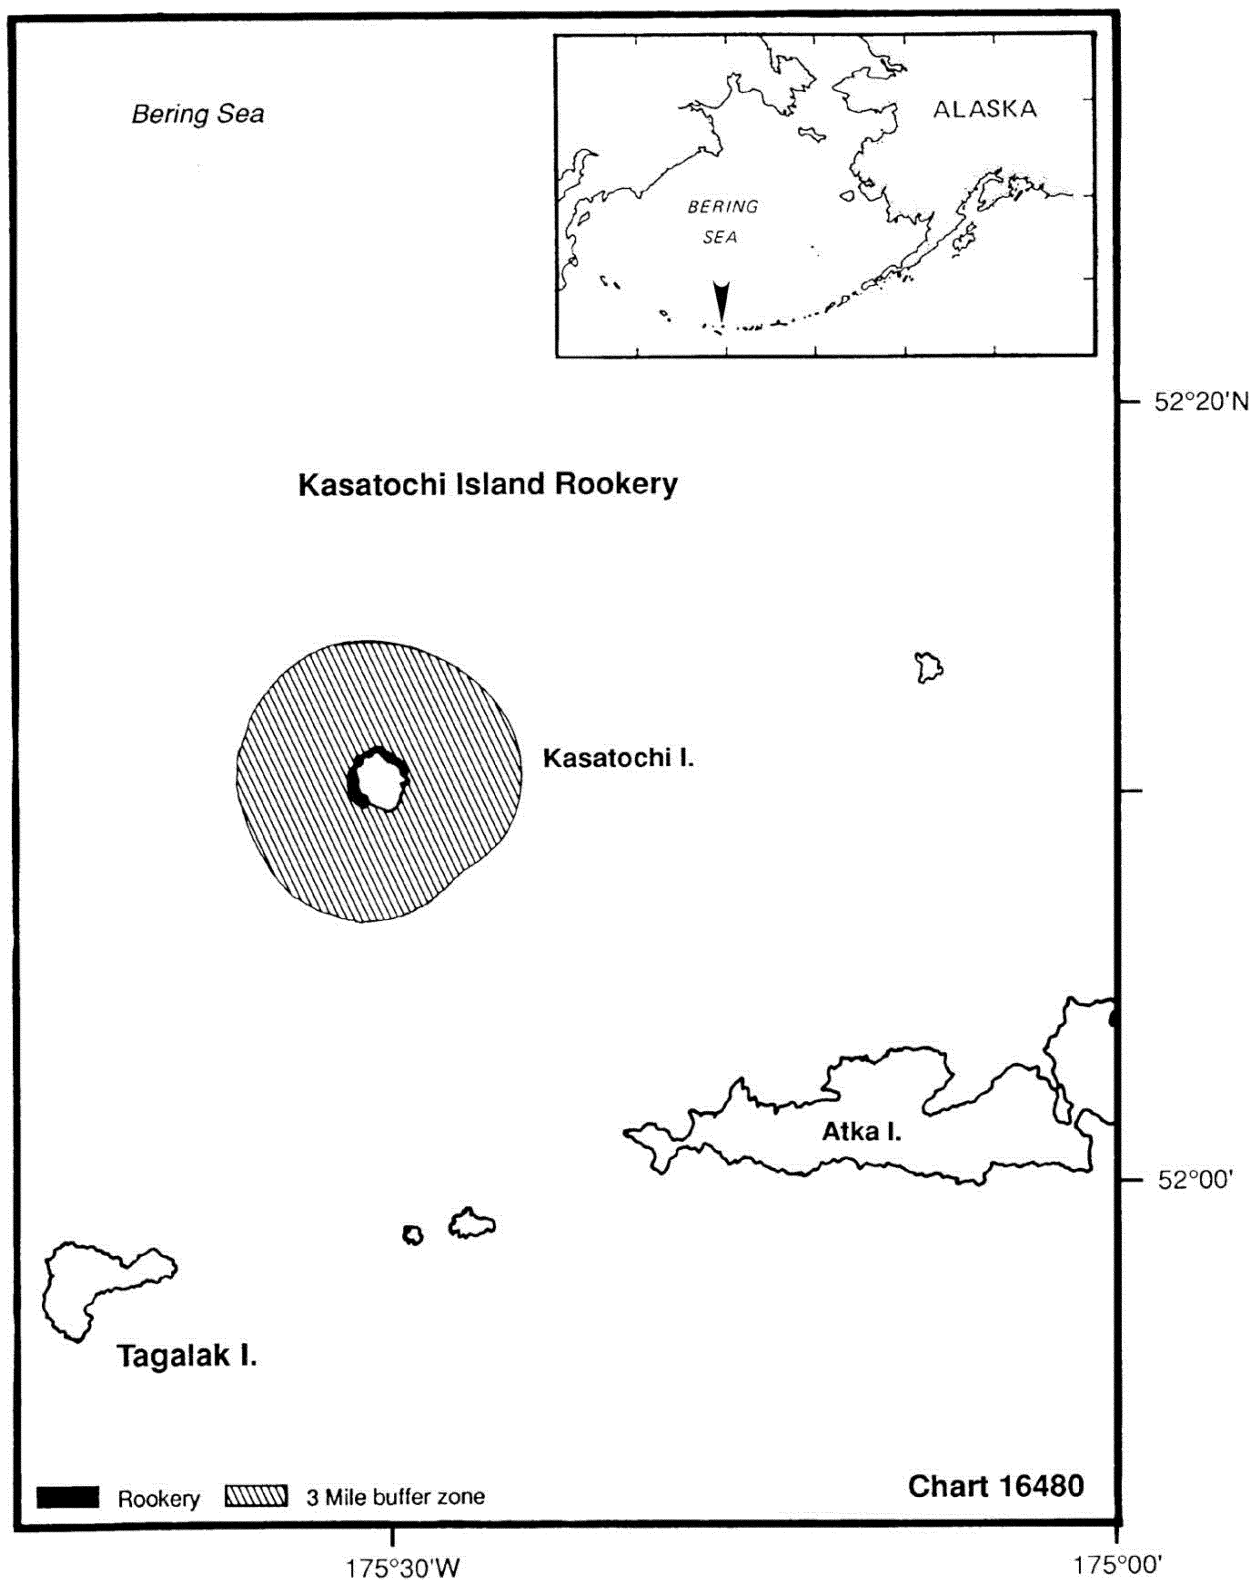 Bering Sea
ALASKA
BERING
SEA
52°20'N
Kasatochi Island Rookery
Kasatochi I.
Atka I.
52°00'
Tagalak I.
Chart 16480
Rookery
3 Mile buffer zone
175°30'W
175°00'